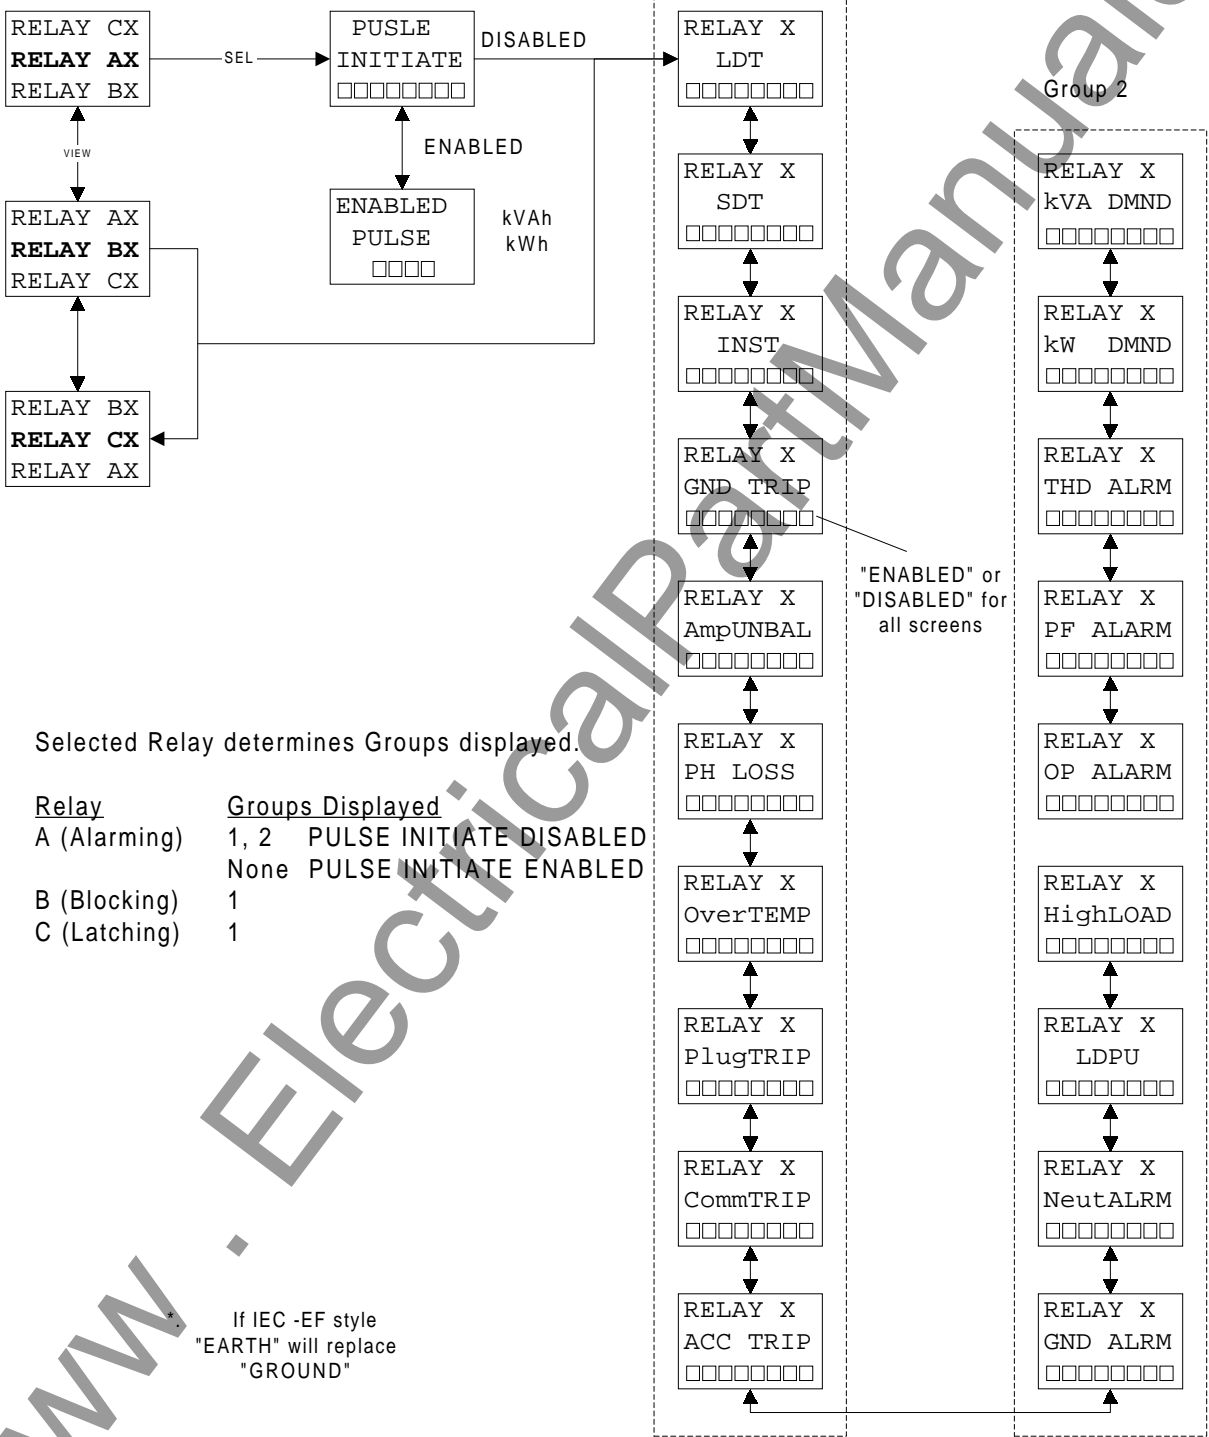 RELAY CX
RELAY AX
RELAY BX
SEL
VIEW
RELAY AX
RELAY BX
RELAY CX
RELAY BX
RELAY CX
RELAY AX
PUSLE
INITIATE
□□□□□□□□
DISABLED
ENABLED
ENABLED
PULSE
□□□□
kVAh
kWh
RELAY X
LDT
□□□□□□□□
RELAY X
SDT
□□□□□□□□
RELAY X
INST
□□□□□□□□
RELAY X
GND TRIP
□□□□□□□□
RELAY X
AmpUNBAL
□□□□□□□□
RELAY X
PH LOSS
□□□□□□□□
RELAY X
OverTEMP
□□□□□□□□
RELAY X
PlugTRIP
□□□□□□□□
RELAY X
CommTRIP
□□□□□□□□
RELAY X
ACC TRIP
□□□□□□□□
"ENABLED" or
"DISABLED" for
all screens
Group 2
RELAY X
kVA DMND
□□□□□□□□
RELAY X
kW DMND
□□□□□□□□
RELAY X
THD ALRM
□□□□□□□□
RELAY X
PF ALARM
□□□□□□□□
RELAY X
OP ALARM
□□□□□□□□
RELAY X
HighLOAD
□□□□□□□□
RELAY X
LDPU
□□□□□□□□
RELAY X
NeutALRM
□□□□□□□□
RELAY X
GND ALRM
□□□□□□□□
Selected Relay determines Groups displayed.
Relay Groups Displayed
A (Alarming) 1, 2 PULSE INITIATE DISABLED
None PULSE INITIATE ENABLED
B (Blocking) 1
C (Latching) 1
*. If IEC -EF style
"EARTH" will replace
"GROUND"
ww . ElectricalPartManuals